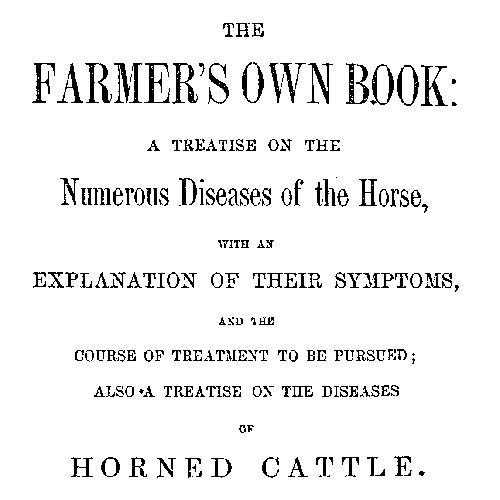 THE
FARMER'S OWN BOOK:
A TREATISE ON THE
Numerous Diseases of the Horse,
WITH AN
EXPLANATION OF THEIR SYMPTOMS,
AND THE
COURSE OF TREATMENT TO BE PURSUED;
ALSO A TREATISE ON THE DISEASES
OF
HORNED CATTLE.